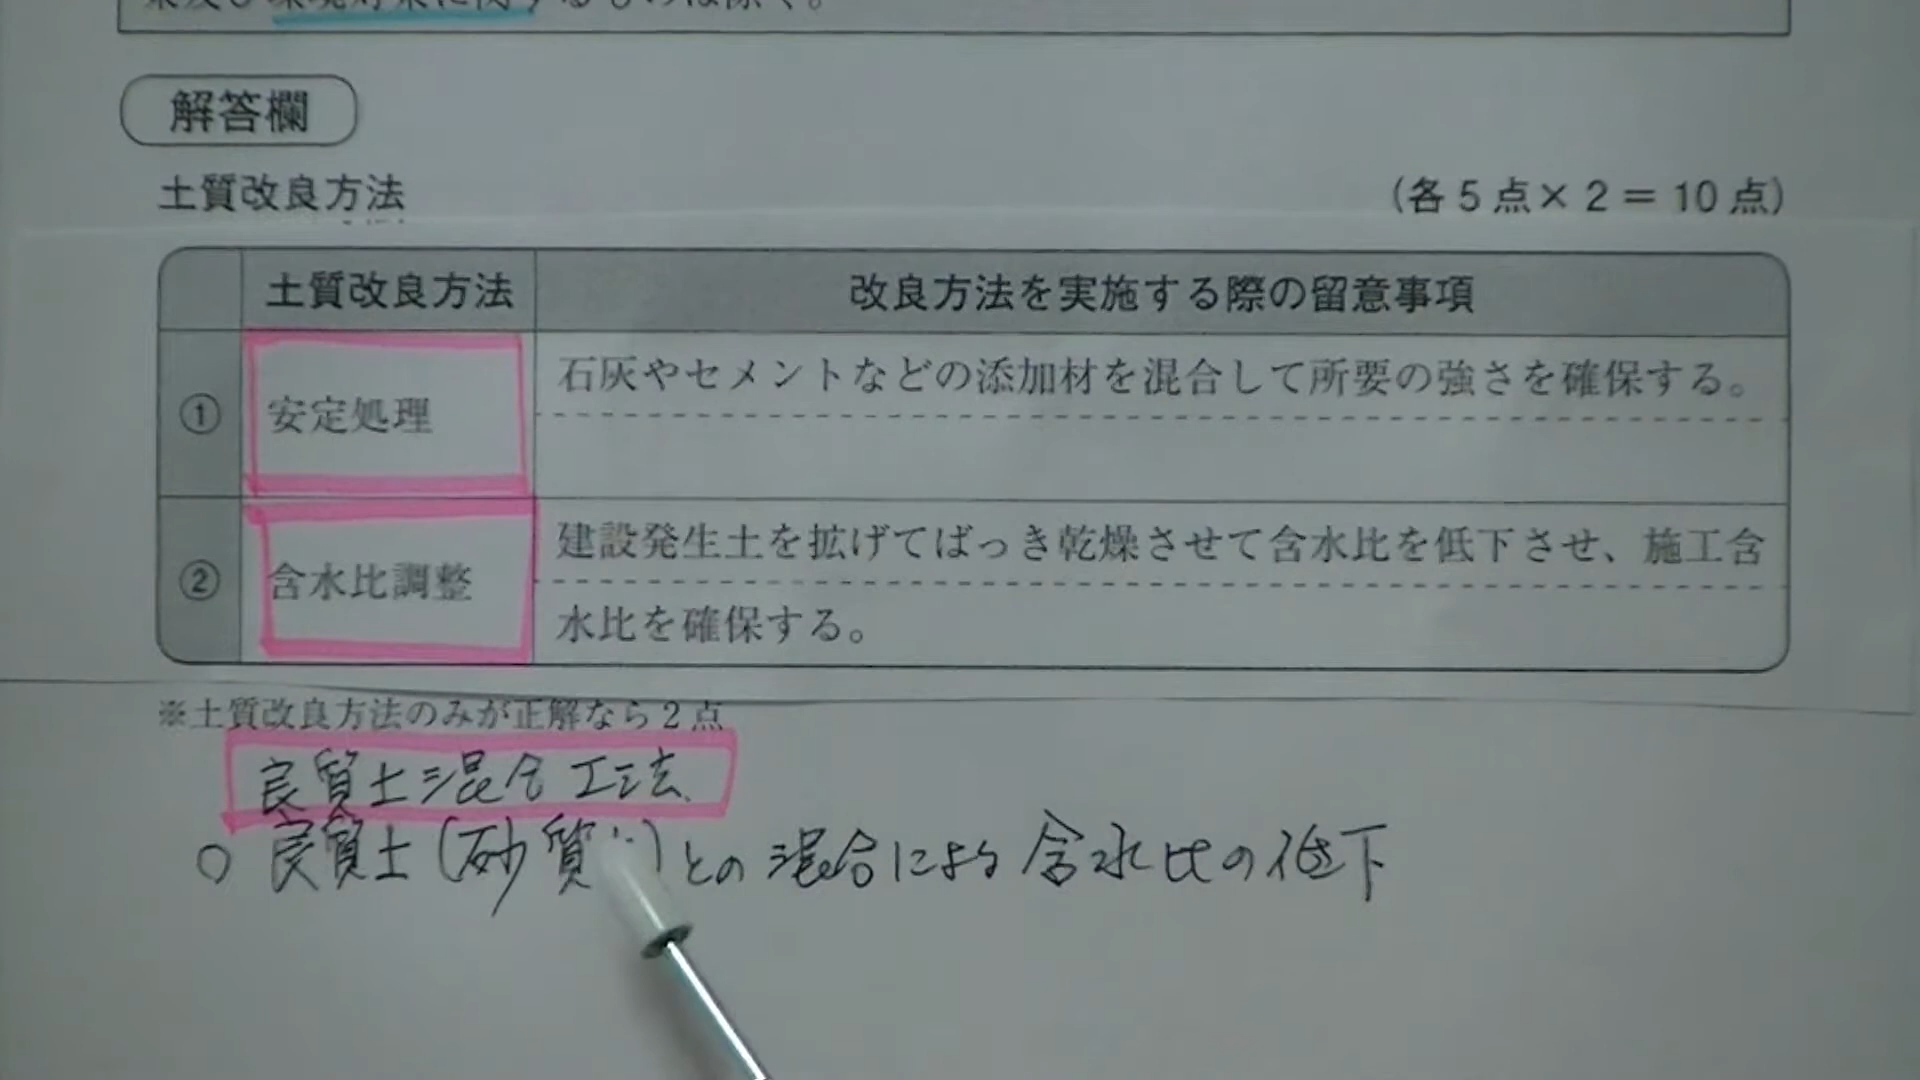 解答欄
土質改良方法
(各5点×2＝10点)
土質改良方法
改良方法を実施する際の留意事項
①
安定処理
石灰やセメントなどの添加材を混合して所要の強さを確保する。
②
含水比調整
建設発生土を拡げてばっき乾燥させて含水比を低下させ、施工含
水比を確保する。
※土質改良方法のみが正解なら2点
良質土混合工法
○良質土(砂質)との混合による含水比の低下